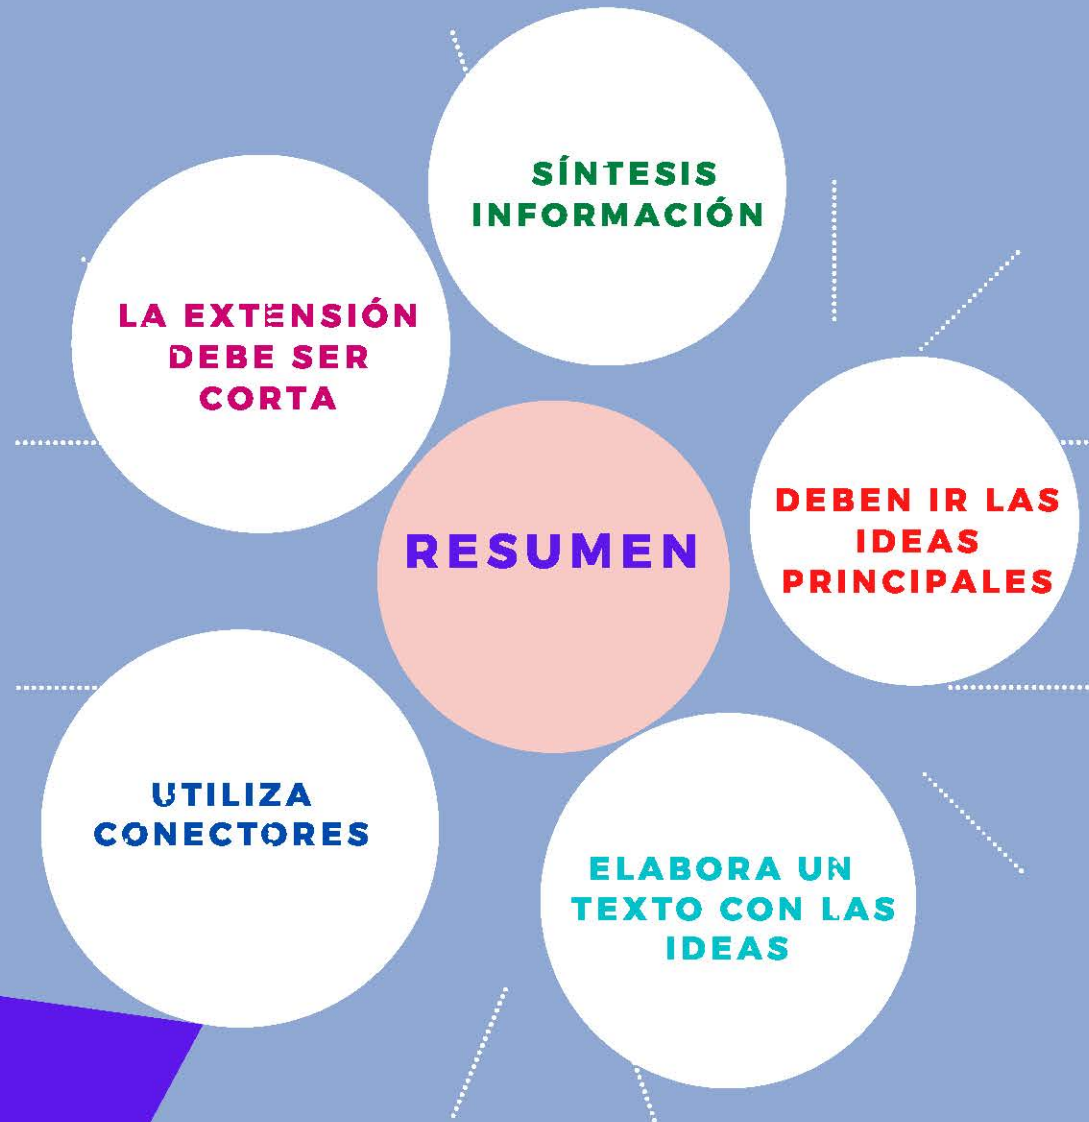 SÍNTESIS
INFORMACIÓN
LA EXTENSIÓN
DEBE SER
CORTA
DEBEN IR LAS
IDEAS
PRINCIPALES
RESUMEN
UTILIZA
CONECTORES
ELABORA UN
TEXTO CON LAS
IDEAS